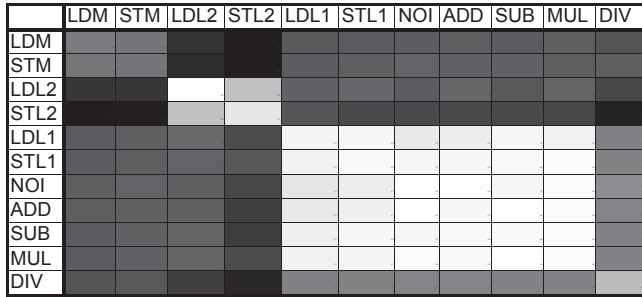 LDM STM LDL2 STL2 LDL1 STL1 NOI ADD SUB MUL DIV
LDM
STM
LDL2
STL2
LDL1
STL1
NOI
ADD
SUB
MUL
DIV